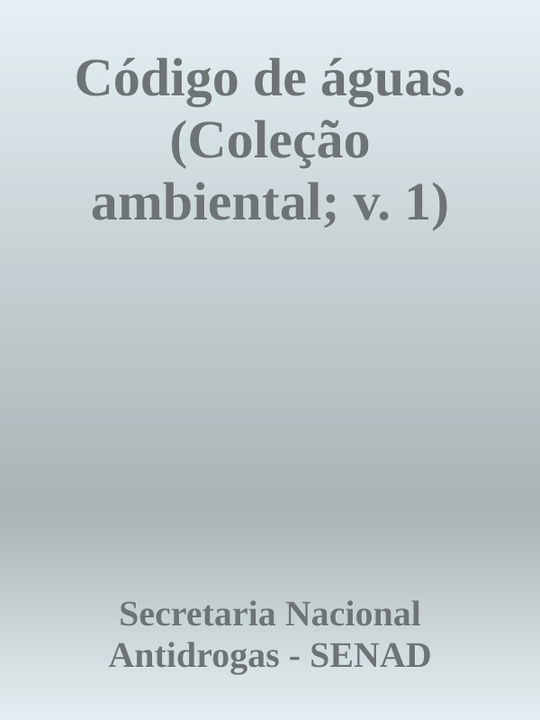 Código de águas.
(Coleção
ambiental; v. 1)
Secretaria Nacional
Antidrogas - SENAD